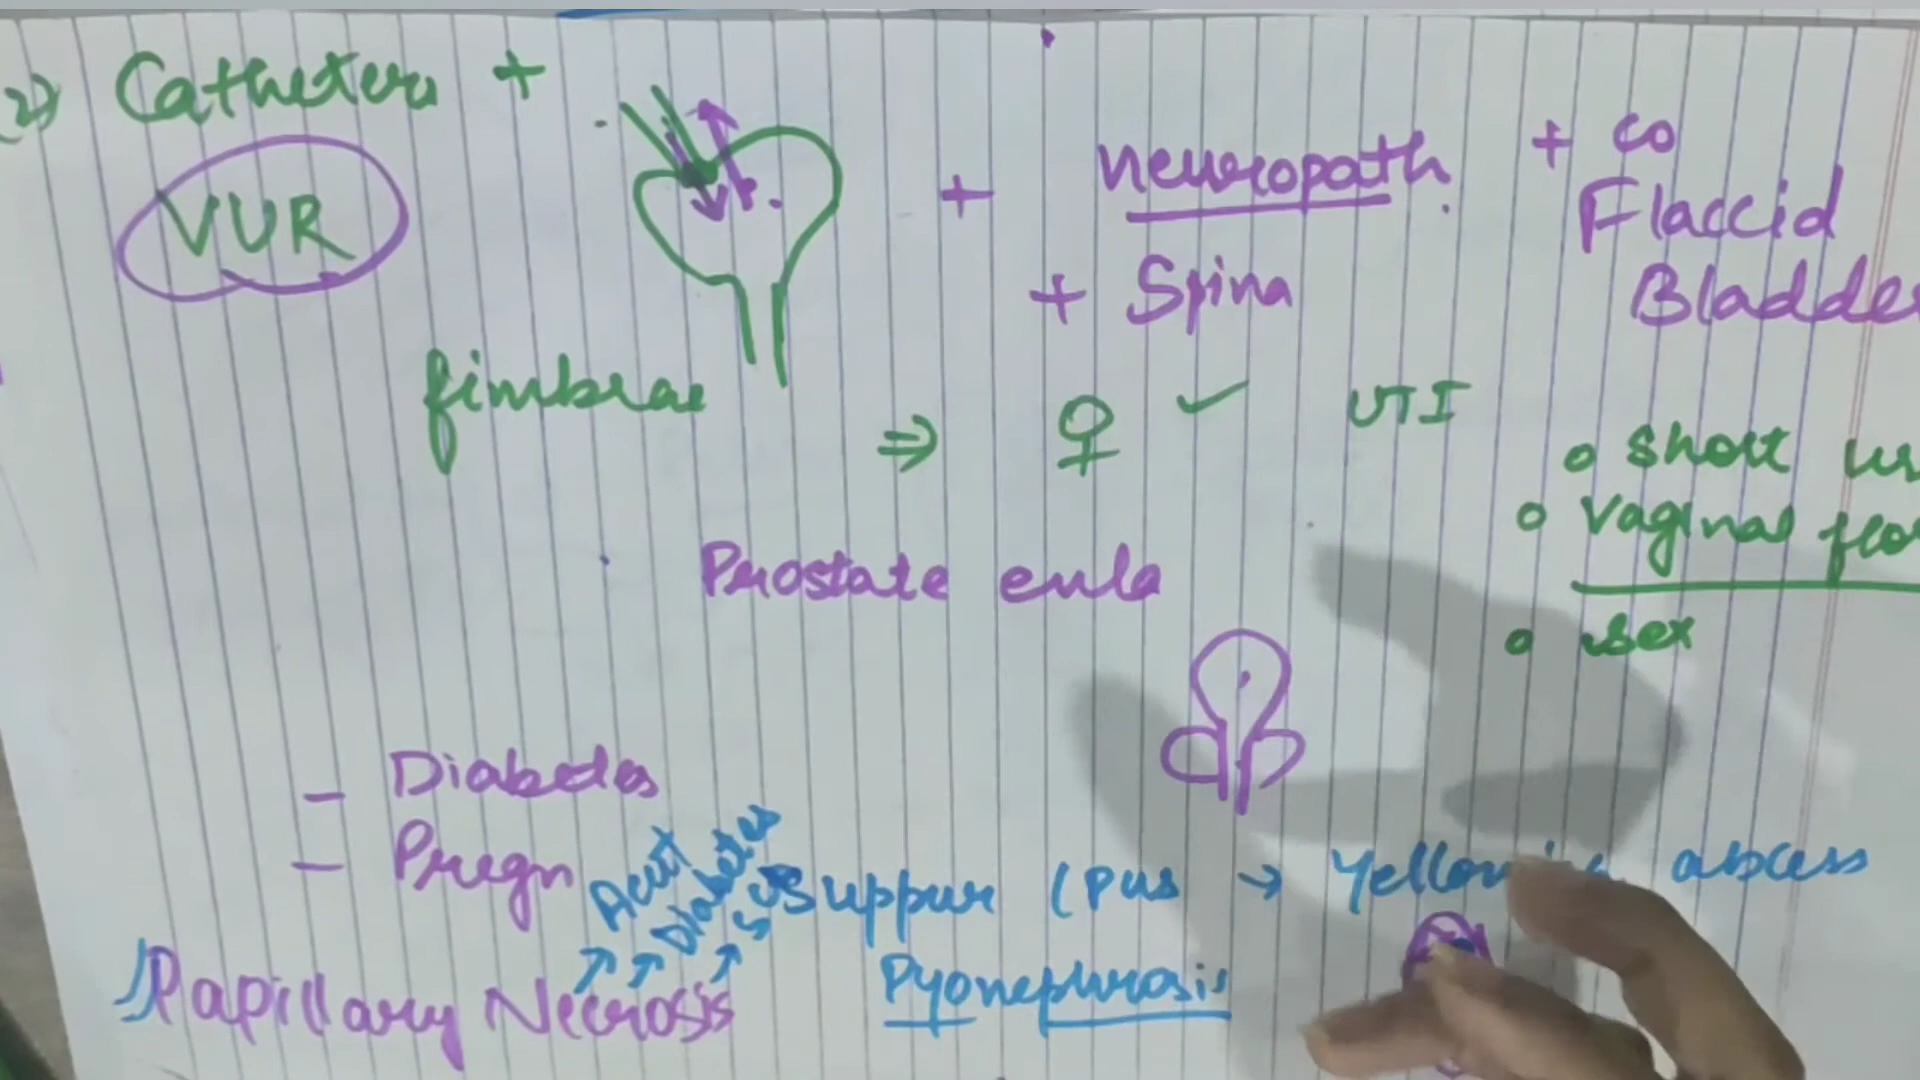 2) Catheters +
VUR
+ neuropath.
+ Spina
+ co
Flaccid
Bladder
fimbrae
⇒ ♀ ✓ UTI
o short
o Vaginal flo
o sex
Prostate enla
- Diabetes
- Pregn
Acut
Diabetes
Suppur (Pus → Yellow abscess
Papillary Necrosis
Pyonephrosis